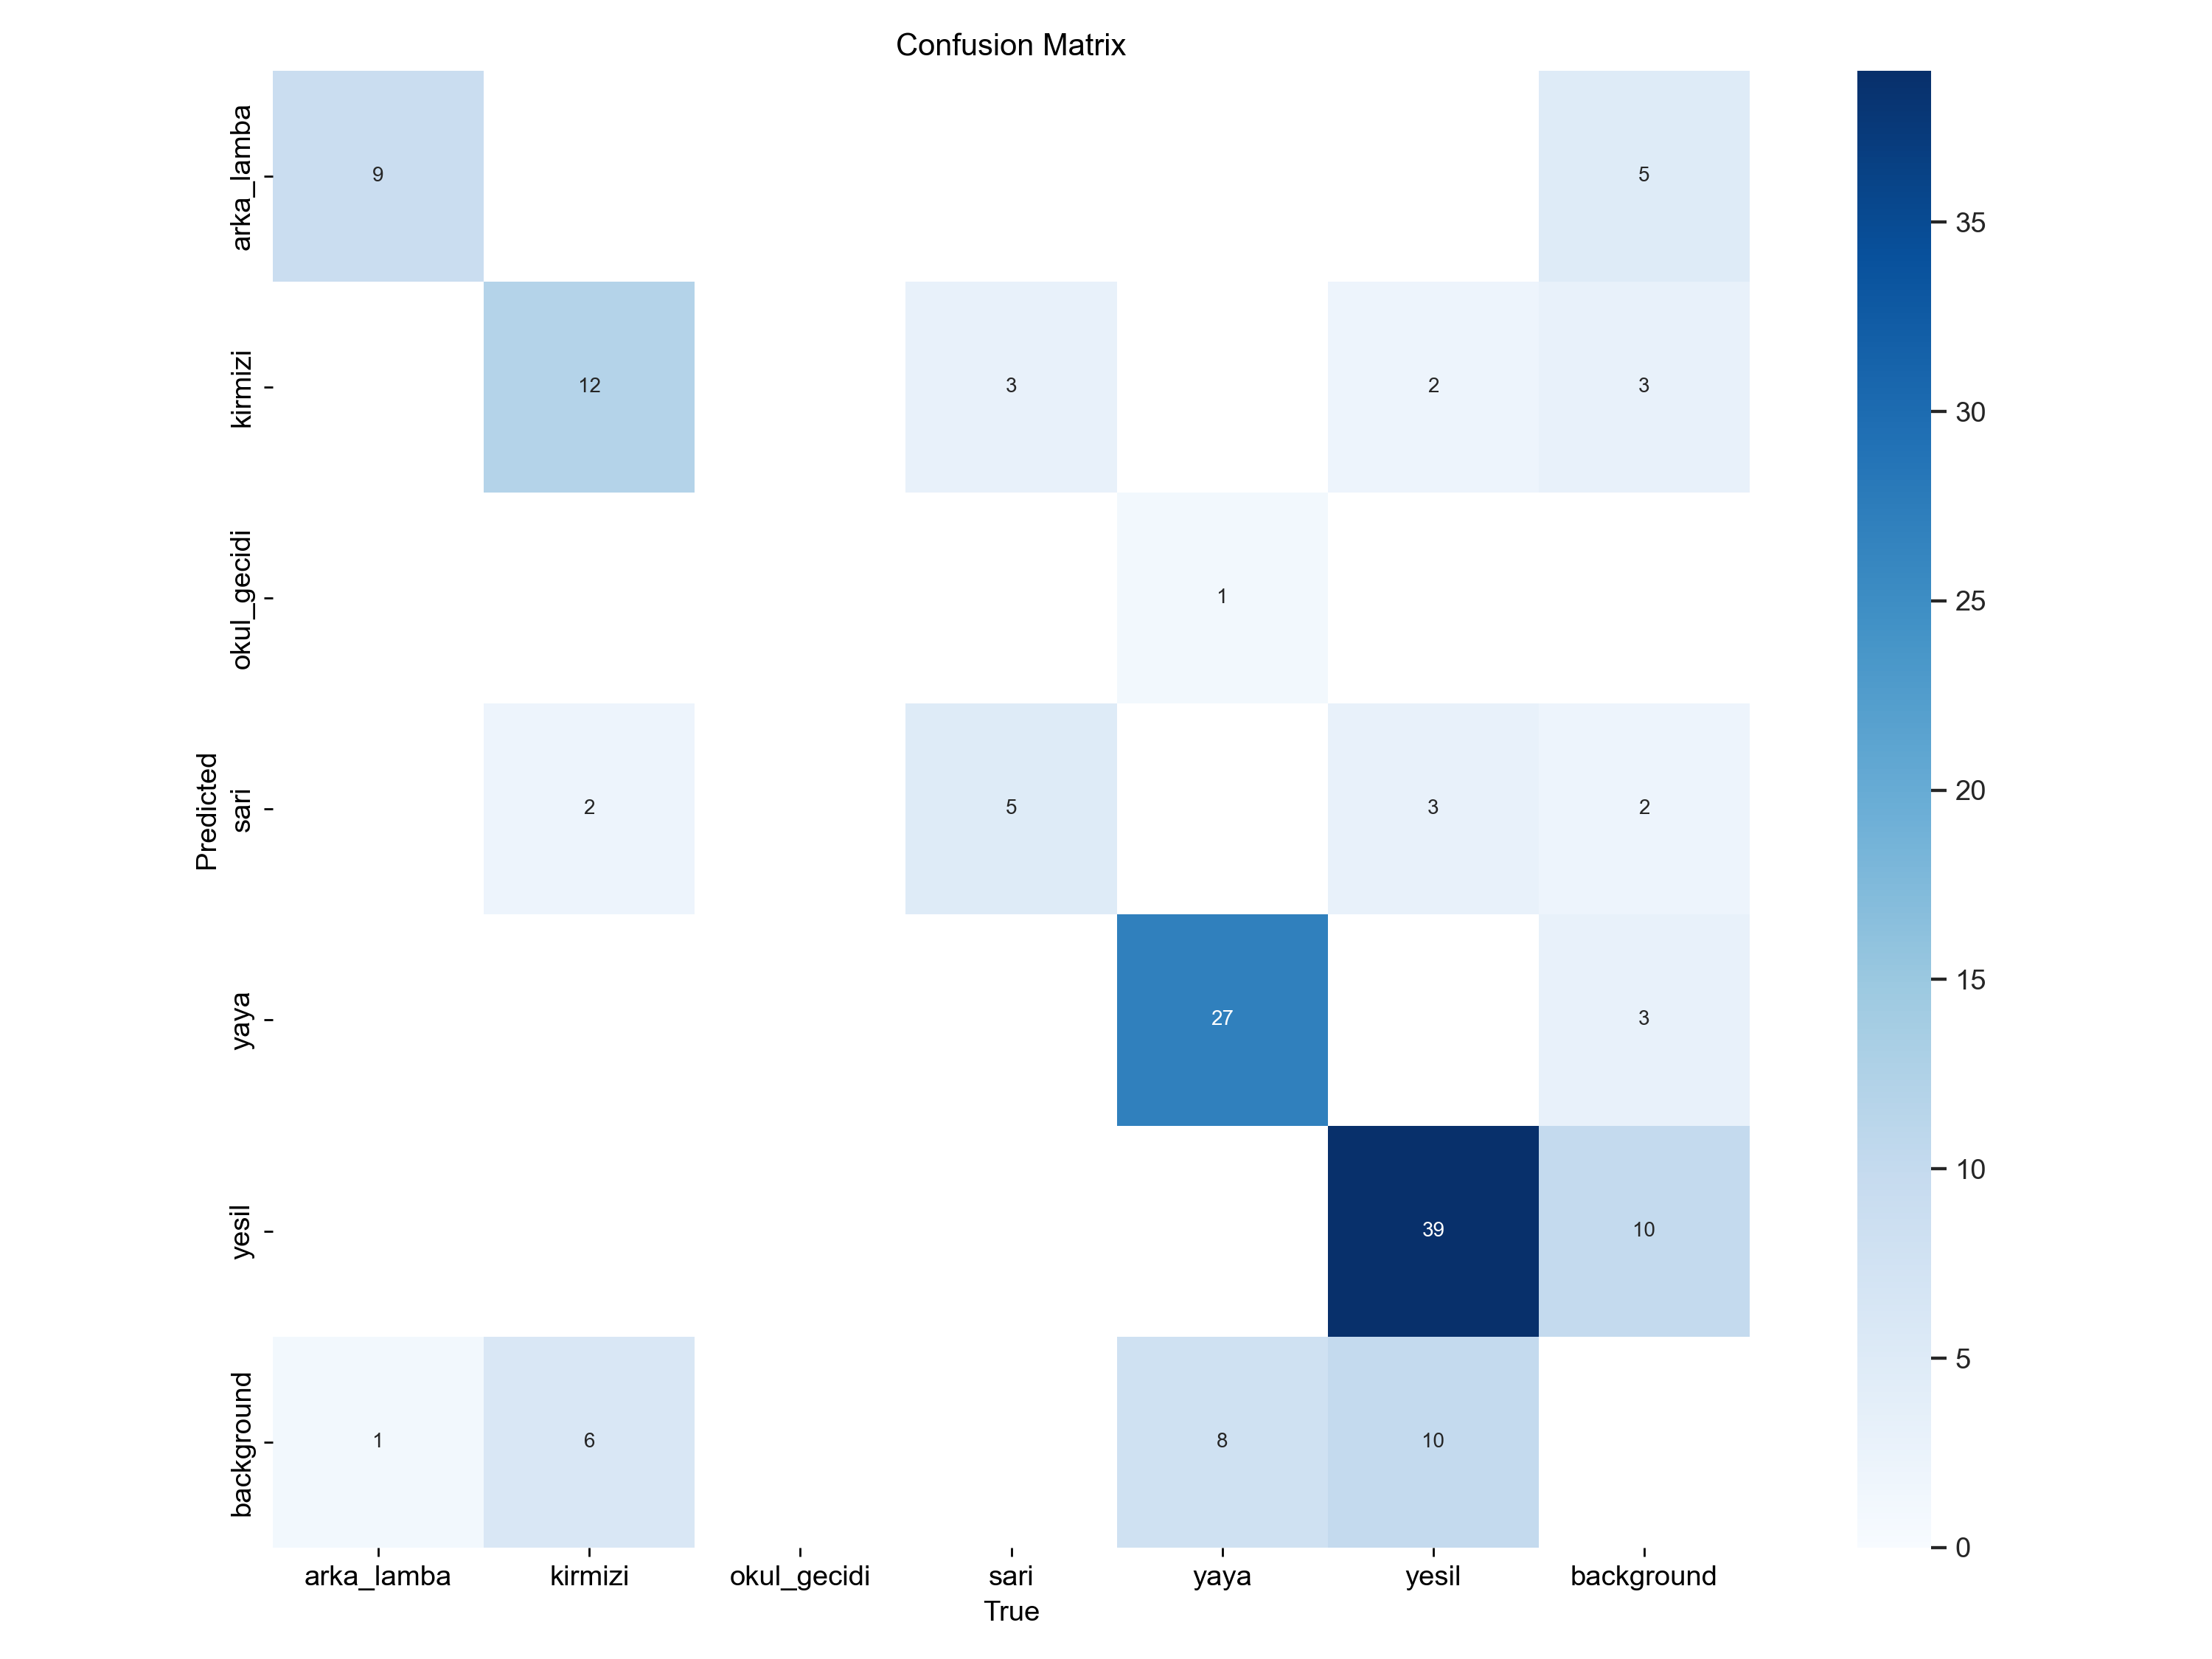 Confusion Matrix
Predicted
arka_lamba 9 5
kirmizi 12 3 2 3
okul_gecidi 1
sari 2 5 3 2
yaya 27 3
yesil 39 10
background 1 6 8 10
arka_lamba kirmizi okul_gecidi sari yaya yesil background
True
35
30
25
20
15
10
5
0